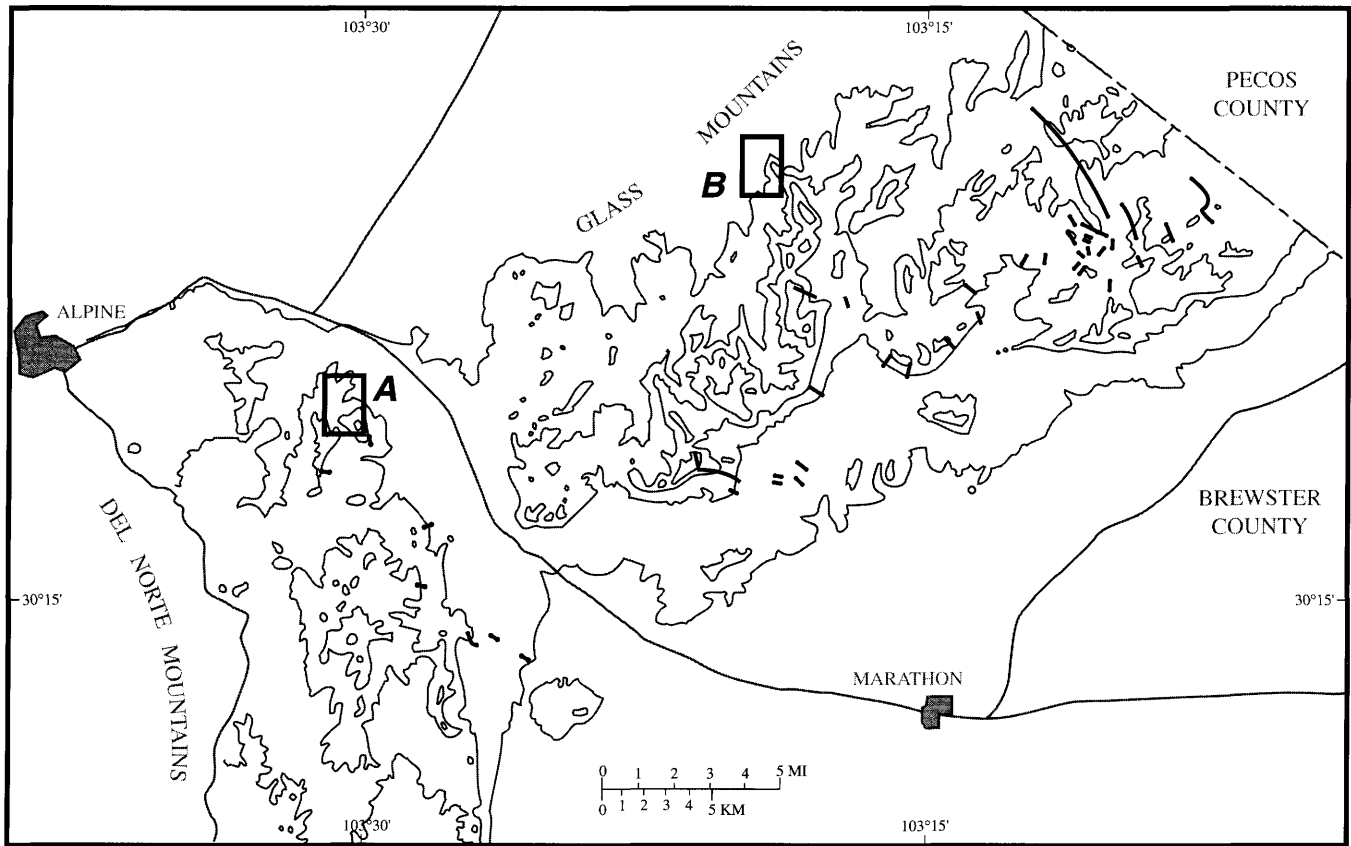 103°30'
103°15'
PECOS
COUNTY
GLASS MOUNTAINS
B
ALPINE
A
DEL NORTE MOUNTAINS
BREWSTER
COUNTY
30°15'
30°15'
MARATHON
0 1 2 3 4 5 MI
0 1 2 3 4 5 KM
103°30'
103°15'